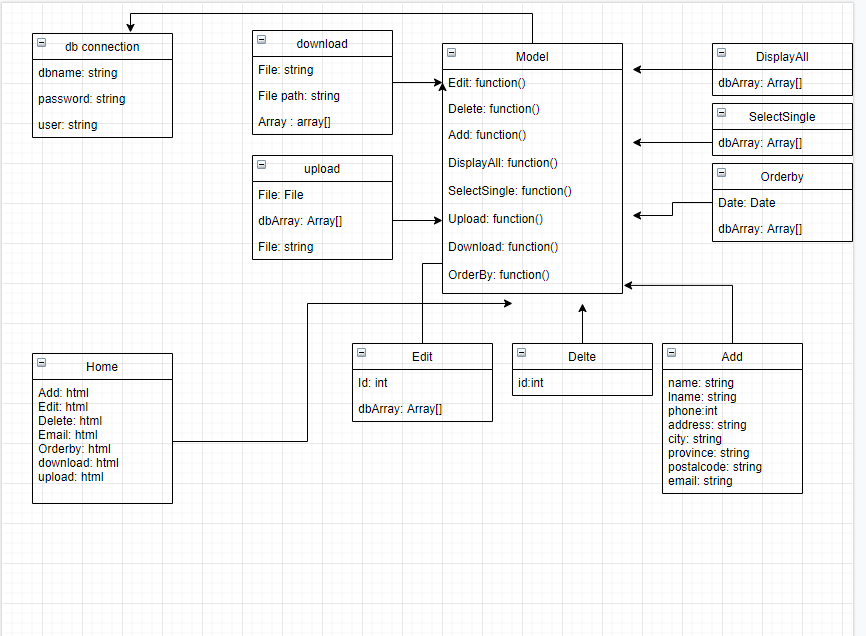 db connection
dbname: string
password: string
user: string
download
File: string
File path: string
Array : array[]
upload
File: File
dbArray: Array[]
File: string
Model
Edit: function()
Delete: function()
Add: function()
DisplayAll: function()
SelectSingle: function()
Upload: function()
Download: function()
OrderBy: function()
DisplayAll
dbArray: Array[]
SelectSingle
dbArray: Array[]
Orderby
Date: Date
dbArray: Array[]
Home
Add: html
Edit: html
Delete: html
Email: html
Orderby: html
download: html
upload: html
Edit
Id: int
dbArray: Array[]
Delte
id:int
Add
name: string
lname: string
phone:int
address: string
city: string
province: string
postalcode: string
email: string